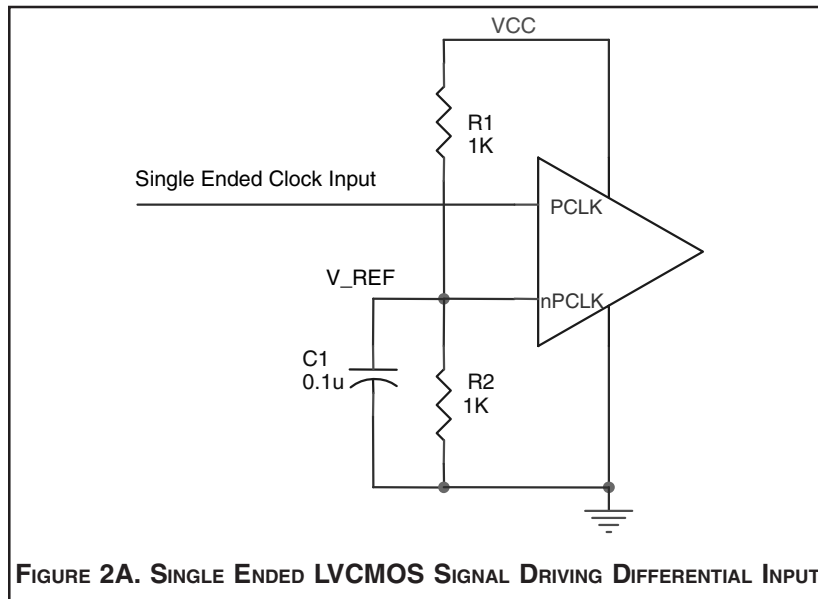 VCC
R1
1K
Single Ended Clock Input
PCLK
V_REF
nPCLK
C1
0.1u
R2
1K
FIGURE 2A. SINGLE ENDED LVCMOS SIGNAL DRIVING DIFFERENTIAL INPUT